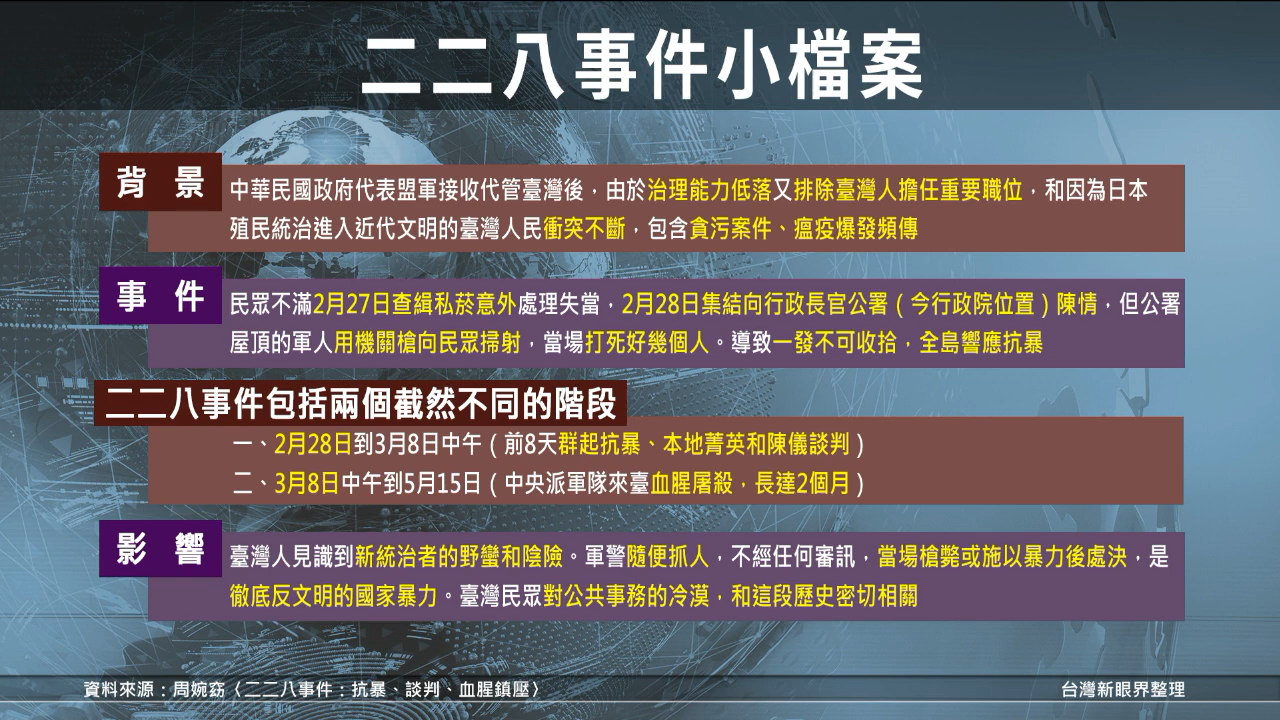 二二八事件小檔案
背 景
中華民國政府代表盟軍接收代管臺灣後，由於治理能力低落又排除臺灣人擔任重要職位，和因為日本
殖民統治進入近代文明的臺灣人民衝突不斷，包含貪污案件、瘟疫爆發頻傳
事 件
民眾不滿2月27日查緝私菸意外處理失當，2月28日集結向行政長官公署（今行政院位置）陳情，但公署
屋頂的軍人用機關槍向民眾掃射，當場打死好幾個人。導致一發不可收拾，全島響應抗暴
二二八事件包括兩個截然不同的階段
一、2月28日到3月8日中午（前8天群起抗暴、本地菁英和陳儀談判）
二、3月8日中午到5月15日（中央派軍隊來臺血腥屠殺，長達2個月）
影 響
臺灣人見識到新統治者的野蠻和陰險。軍警隨便抓人，不經任何審訊，當場槍斃或施以暴力後處決，是
徹底反文明的國家暴力。臺灣民眾對公共事務的冷漠，和這段歷史密切相關
資料來源：周婉窈〈二二八事件：抗暴、談判、血腥鎮壓〉
台灣新眼界整理